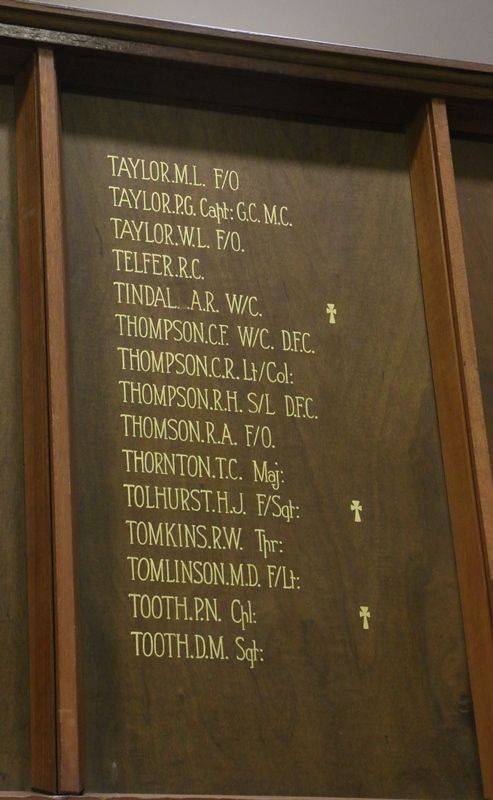 TAYLOR.M.L. F/O
TAYLOR.P.G. Capt: G.C. M.C.
TAYLOR.W.L. F/O.
TELFER.R.C.
TINDAL. A.R. W/C. ✝
THOMPSON.C.F. W/C. D.F.C.
THOMPSON.C.R. Lt/Col:
THOMPSON.R.H. S/L D.F.C.
THOMSON.R.A. F/O.
THORNTON.T.C. Maj:
TOLHURST.H.J. F/Sgt: ✝
TOMKINS.R.W. Tpr:
TOMLINSON.M.D. F/Lt:
TOOTH.P.N. Cpl: ✝
TOOTH.D.M. Sgt: